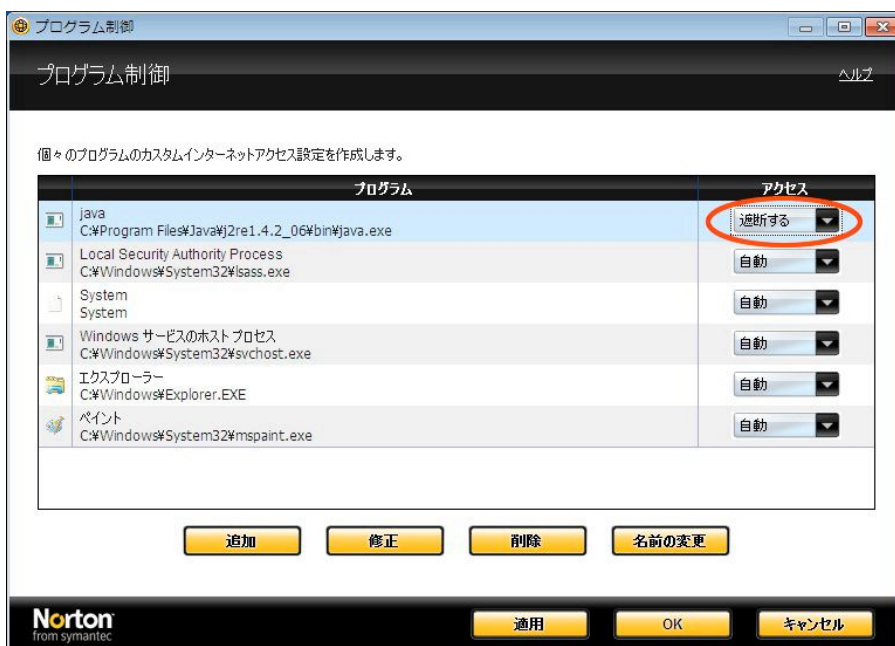 プログラム制御
プログラム制御
ヘルプ
個々のプログラムのカスタムインターネットアクセス設定を作成します。
プログラム アクセス
java 遮断する
C:¥Program Files¥Java¥j2re1.4.2_06¥bin¥java.exe
Local Security Authority Process 自動
C:¥Windows¥System32¥lsass.exe
System 自動
System
Windows サービスのホスト プロセス 自動
C:¥Windows¥System32¥svchost.exe
エクスプローラー 自動
C:¥Windows¥Explorer.EXE
ペイント 自動
C:¥Windows¥System32¥mspaint.exe
追加 修正 削除 名前の変更
Norton
from symantec
適用 OK キャンセル